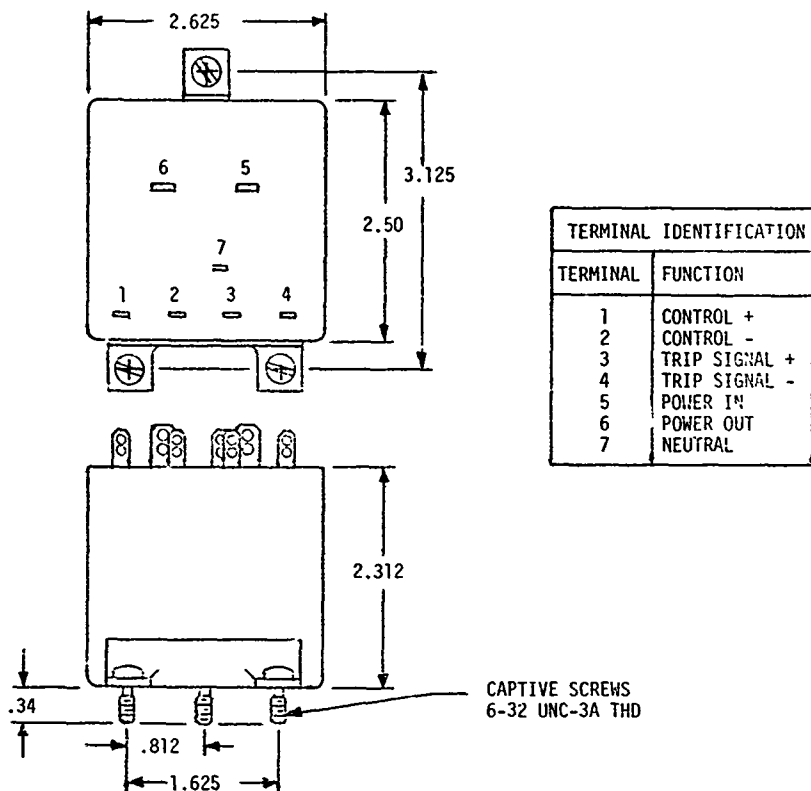 2.625
6 5
3.125
2.50
7
1 2 3 4
TERMINAL IDENTIFICATION
TERMINAL FUNCTION
1 CONTROL +
2 CONTROL -
3 TRIP SIGNAL +
4 TRIP SIGNAL -
5 POWER IN
6 POWER OUT
7 NEUTRAL
2.312
.34
CAPTIVE SCREWS
6-32 UNC-3A THD
.812
1.625